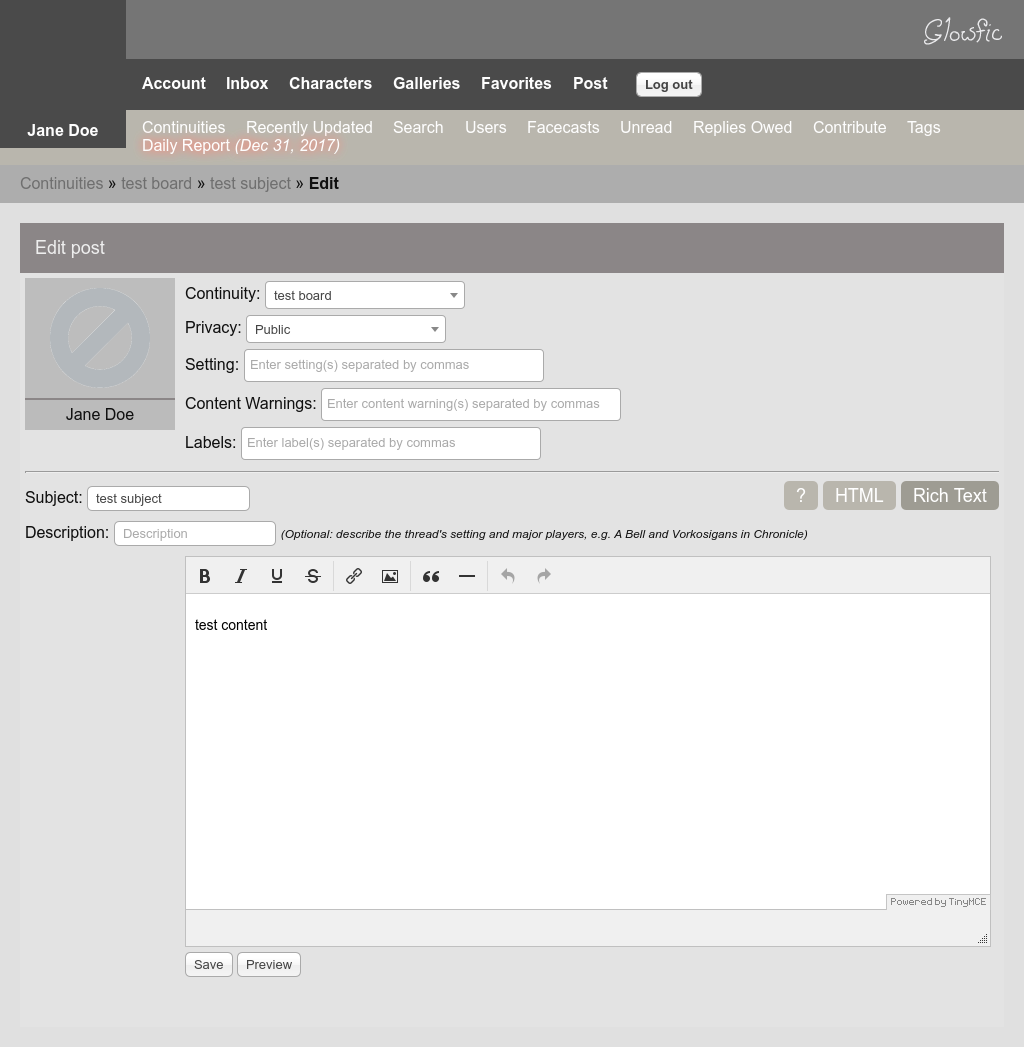 Glowfic
Account Inbox Characters Galleries Favorites Post Log out
Jane Doe
Continuities Recently Updated Search Users Facecasts Unread Replies Owed Contribute Tags
Daily Report (Dec 31, 2017)
Continuities » test board » test subject » Edit
Edit post
Jane Doe
Continuity: test board
Privacy: Public
Setting: Enter setting(s) separated by commas
Content Warnings: Enter content warning(s) separated by commas
Labels: Enter label(s) separated by commas
Subject: test subject
? HTML Rich Text
Description: Description (Optional: describe the thread's setting and major players, e.g. A Bell and Vorkosigans in Chronicle)
B I U S
test content
Powered by TinyMCE
Save Preview